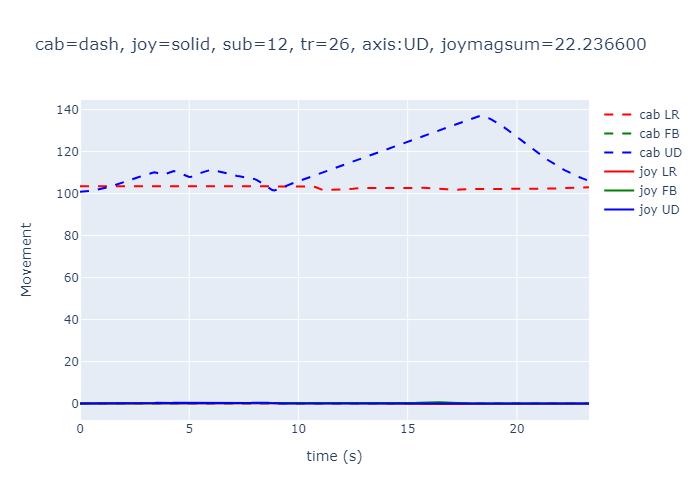 cab=dash, joy=solid, sub=12, tr=26, axis:UD, joymagsum=22.236600
140
120
100
80
60
40
20
0
Movement
0 5 10 15 20
time (s)
cab LR
cab FB
cab UD
joy LR
joy FB
joy UD